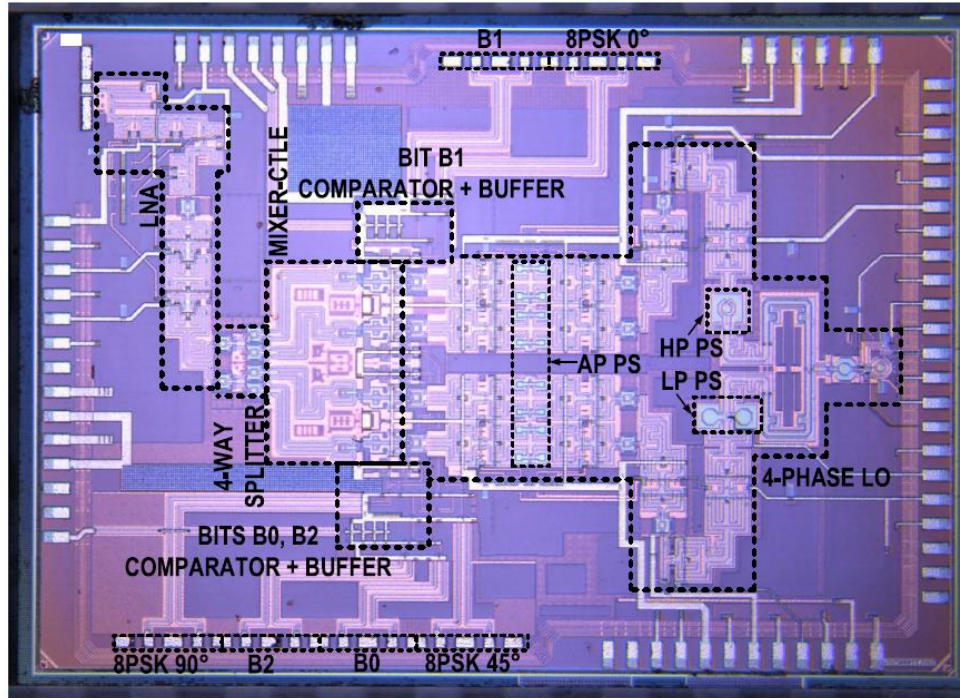 B1
8PSK 0°
BIT B1
COMPARATOR + BUFFER
LNA
MIXER-CTLE
HP PS
AP PS
LP PS
4-WAY
SPLITTER
4-PHASE LO
BITS B0, B2
COMPARATOR + BUFFER
8PSK 90°
B2
B0
8PSK 45°